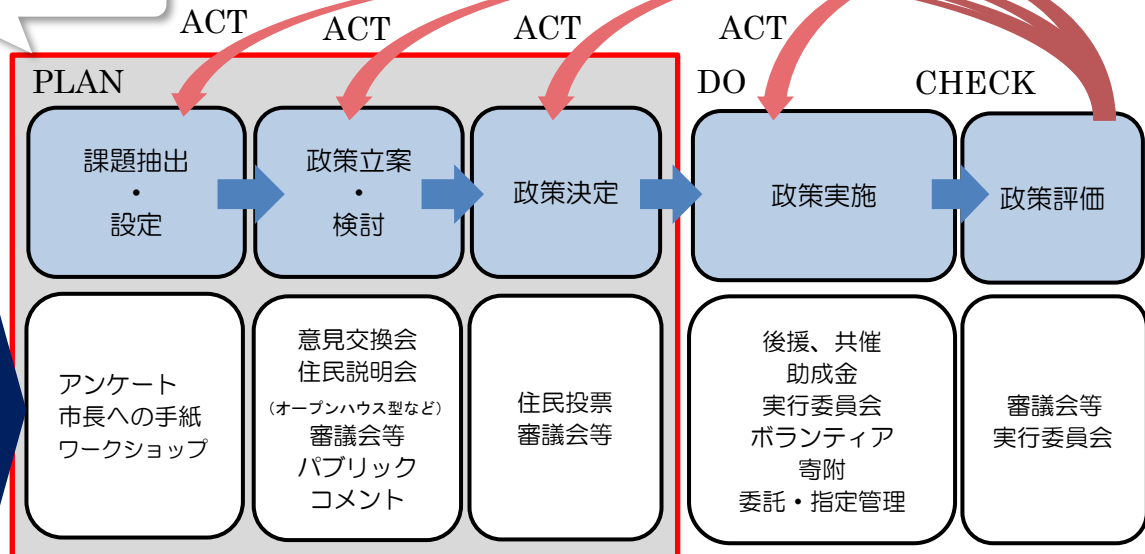 ACT
ACT
ACT
ACT
PLAN
DO
CHECK
課題抽出
・
設定
政策立案
・
検討
政策決定
政策実施
政策評価
アンケート
市長への手紙
ワークショップ
意見交換会
住民説明会
(オープンハウス型など)
審議会等
パブリック
コメント
住民投票
審議会等
後援、共催
助成金
実行委員会
ボランティア
寄附
委託・指定管理
審議会等
実行委員会